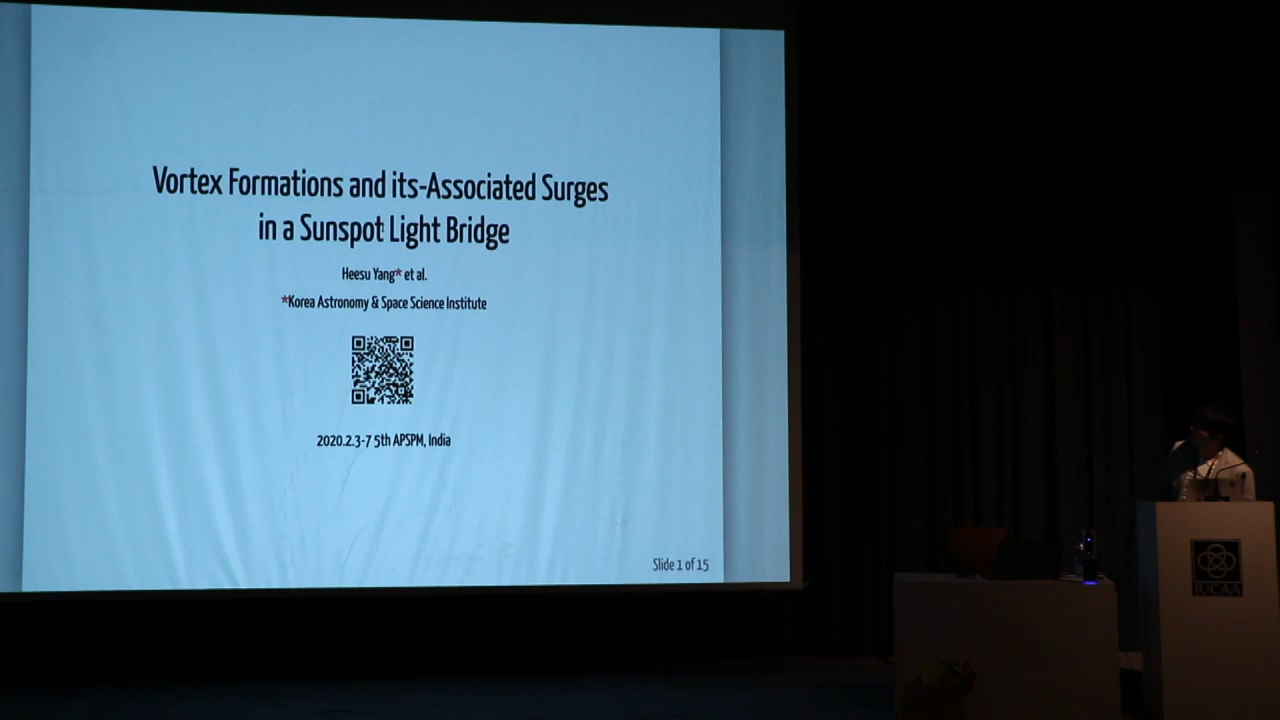 Vortex Formations and its-Associated Surges
in a Sunspot Light Bridge
Heesu Yang* et al.
*Korea Astronomy & Space Science Institute
2020.2.3-7 5th APSPM, India
Slide 1 of 15
IUCAA